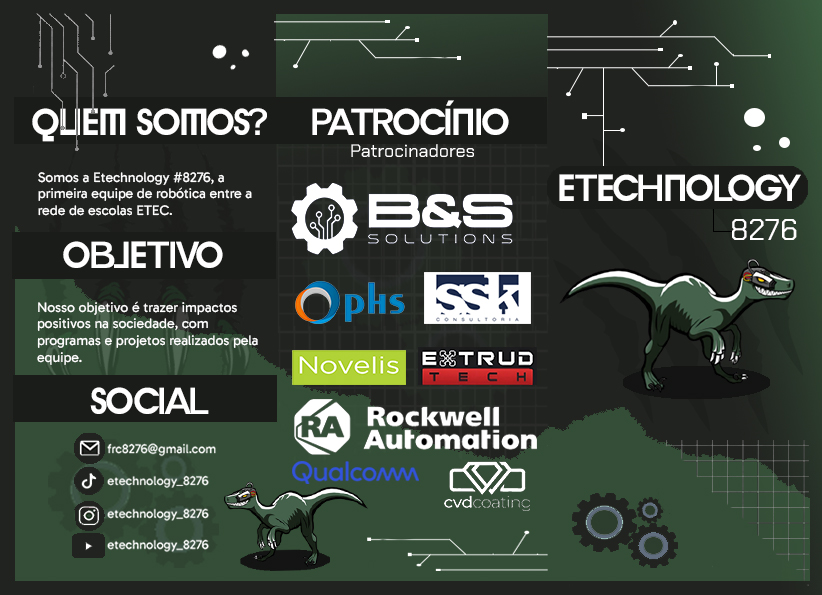 QUEM SOMOS?
Somos a Etechnology #8276, a
primeira equipe de robótica entre a
rede de escolas ETEC.
OBJETIVO
Nosso objetivo é trazer impactos
positivos na sociedade, com
programas e projetos realizados pela
equipe.
SOCIAL
frc8276@gmail.com
etechnology_8276
etechnology_8276
etechnology_8276
PATROCÍNIO
Patrocinadores
B&S
SOLUTIONS
phs
ssk
CONSULTORIA
Novelis
EXTRUD
TECH
RA
Rockwell
Automation
Qualcomm
cvdcoating
ETECHNOLOGY
8276